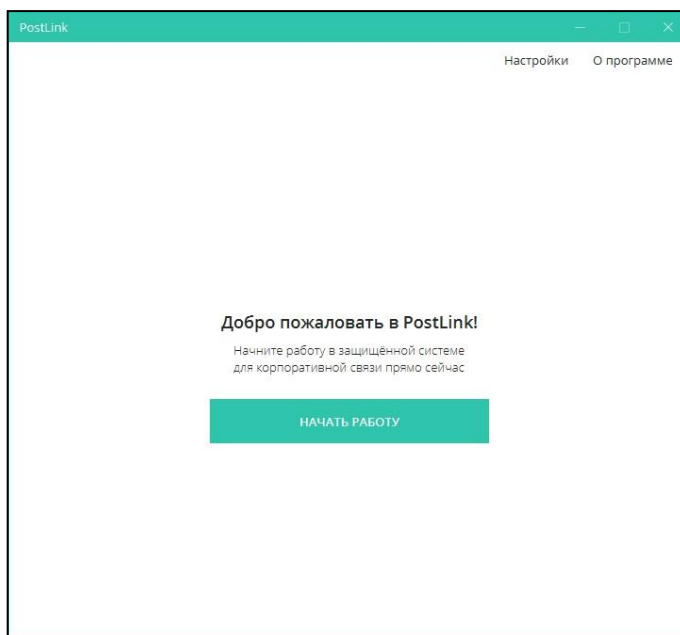 PostLink
Настройки О программе
Добро пожаловать в PostLink!
Начните работу в защищённой системе
для корпоративной связи прямо сейчас
НАЧАТЬ РАБОТУ